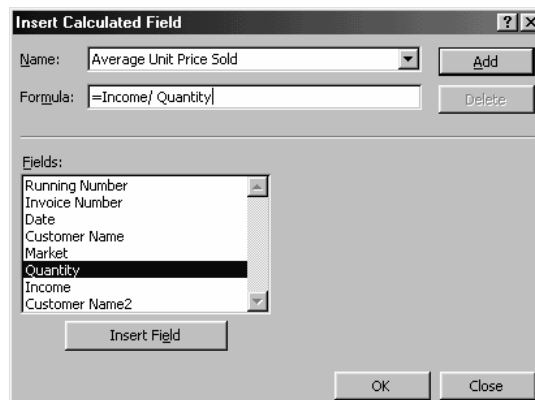 Insert Calculated Field
Name: Average Unit Price Sold Add
Formula: =Income/ Quantity Delete
Fields:
Running Number
Invoice Number
Date
Customer Name
Market
Quantity
Income
Customer Name2
Insert Field
OK Close